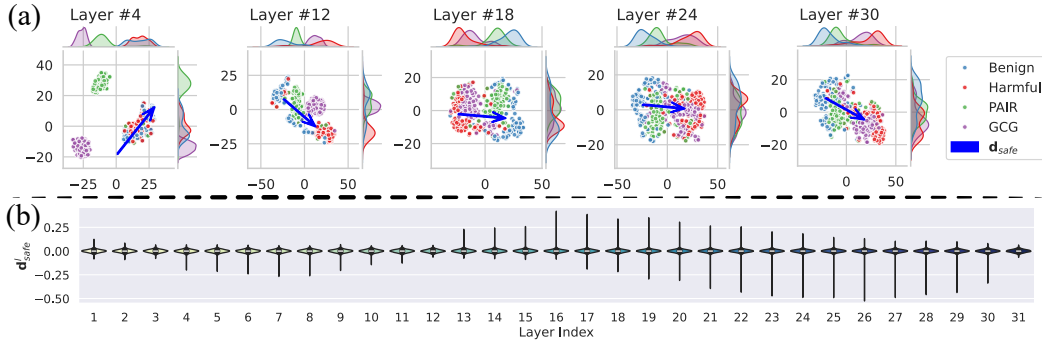 (a)
Layer #4
Layer #12
Layer #18
Layer #24
Layer #30
40
20
0
−20
−25 0 25
25
0
−25
−50 0 50
20
0
−20
0 50
40
20
0
−20
−50 0 50
20
0
−20
−50 0 50
Benign
Harmful
PAIR
GCG
d_safe
(b)
0.25
0.00
−0.25
−0.50
d^l_safe
1 2 3 4 5 6 7 8 9 10 11 12 13 14 15 16 17 18 19 20 21 22 23 24 25 26 27 28 29 30 31
Layer Index